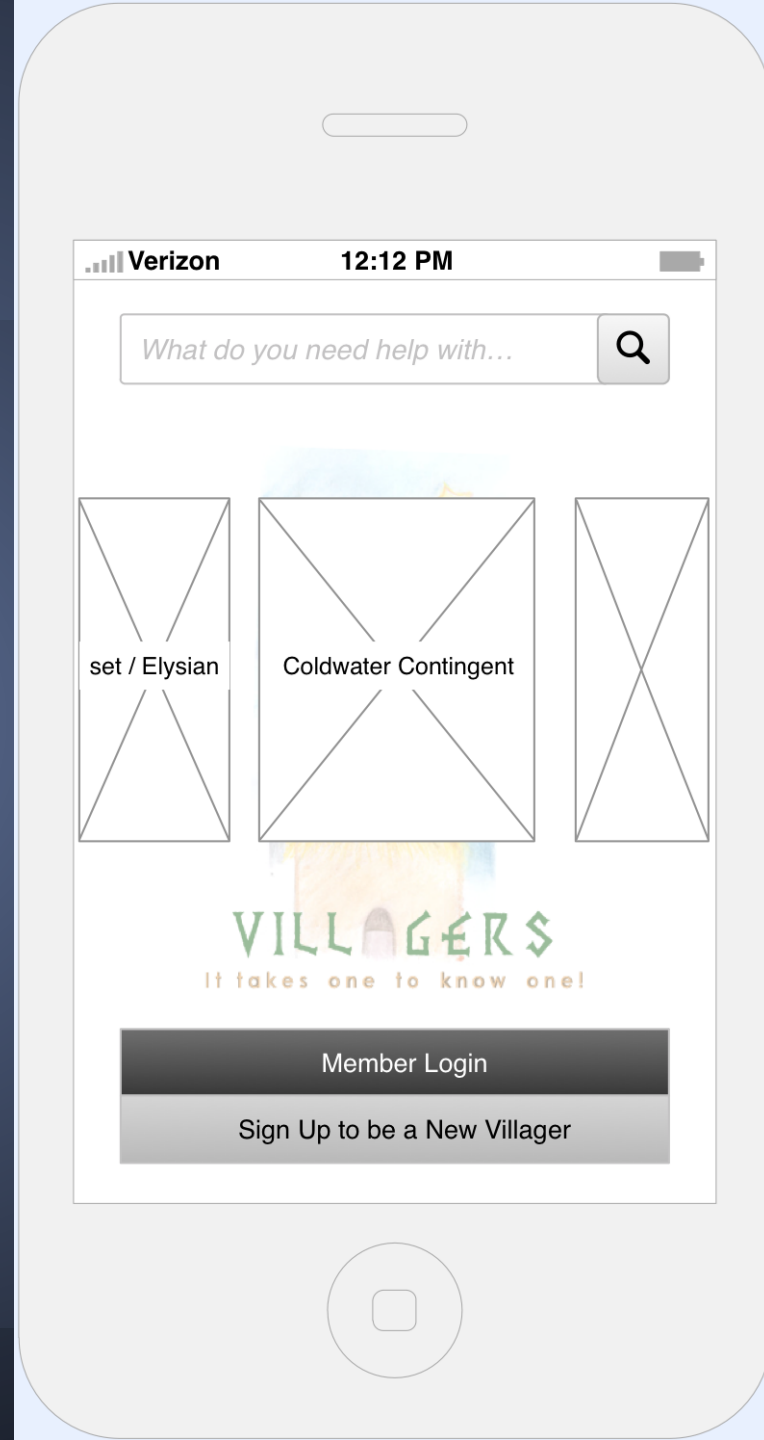 Verizon 12:12 PM
What do you need help with...
set / Elysian
Coldwater Contingent
VILLAGERS
It takes one to know one!
Member Login
Sign Up to be a New Villager